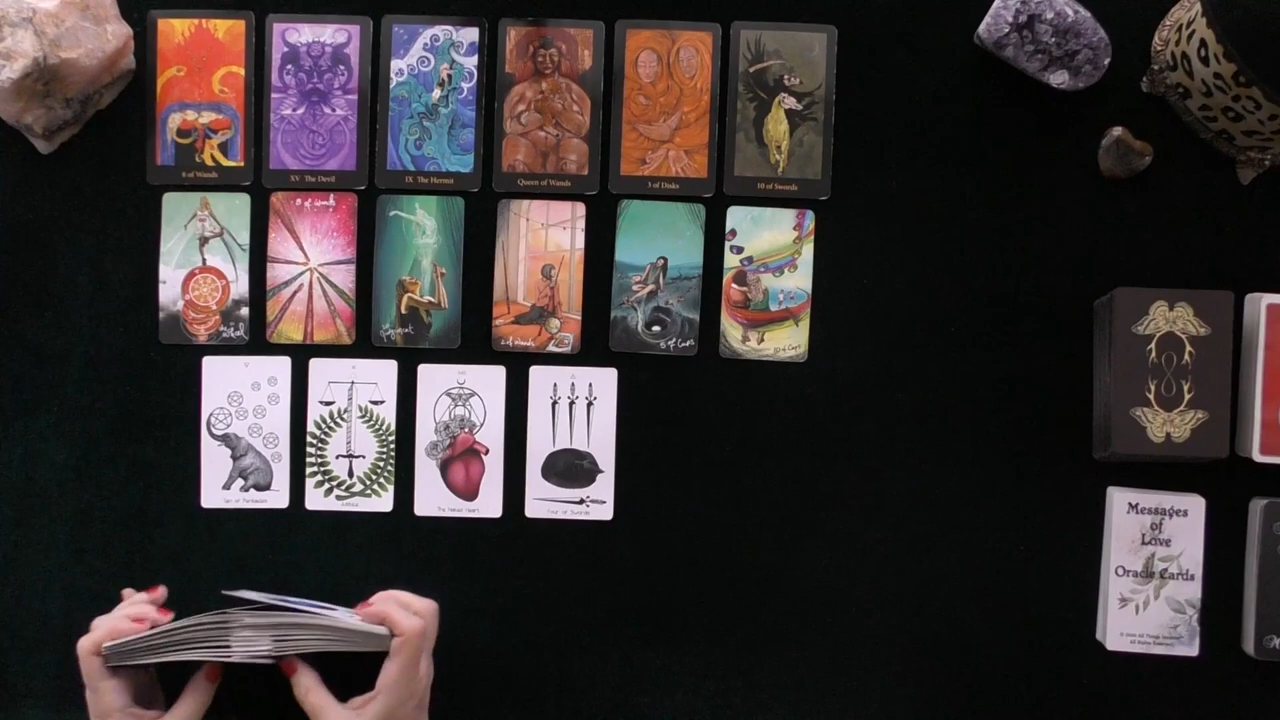 XV The Devil
IX The Hermit
Queen of Wands
3 of Disks
10 of Swords
the wheel
8 of Wands
Judgment
2 of Wands
5 of Cups
10 of Cups
Ten of Pentacles
Justice
The Naked Heart
Four of Swords
Messages
of
Love
Oracle Cards